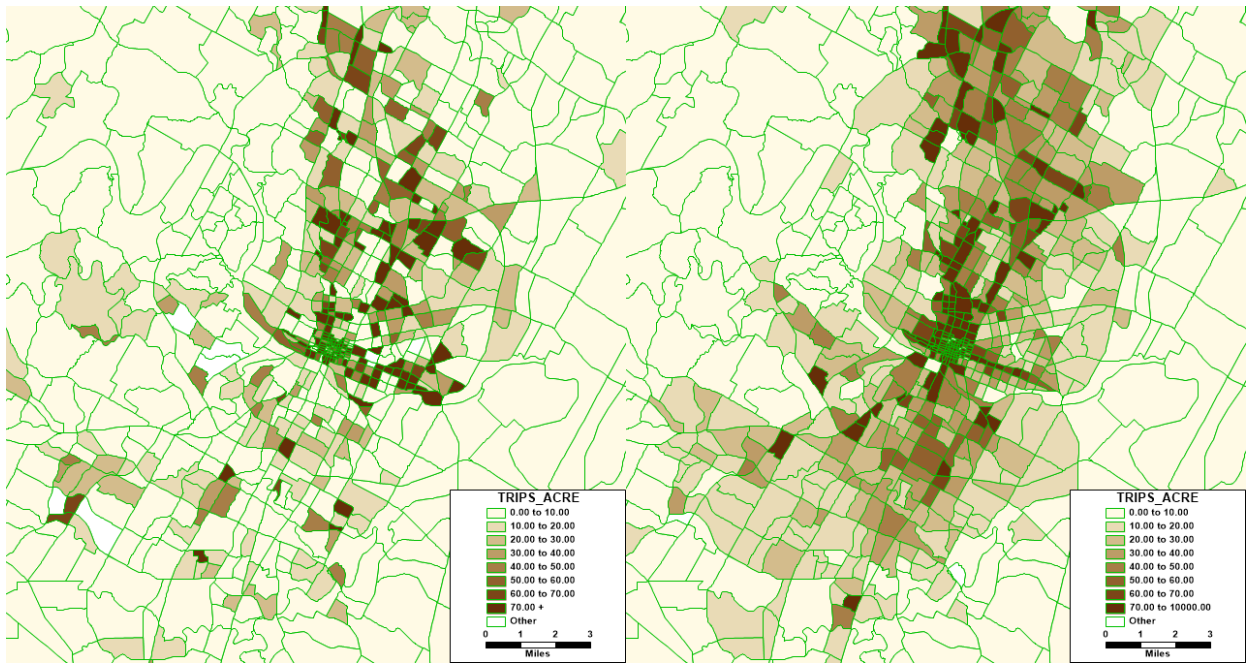 TRIPS_ACRE
0.00 to 10.00
10.00 to 20.00
20.00 to 30.00
30.00 to 40.00
40.00 to 50.00
50.00 to 60.00
60.00 to 70.00
70.00 +
Other
0 1 2 3
Miles
TRIPS_ACRE
0.00 to 10.00
10.00 to 20.00
20.00 to 30.00
30.00 to 40.00
40.00 to 50.00
50.00 to 60.00
60.00 to 70.00
70.00 to 10000.00
Other
0 1 2 3
Miles